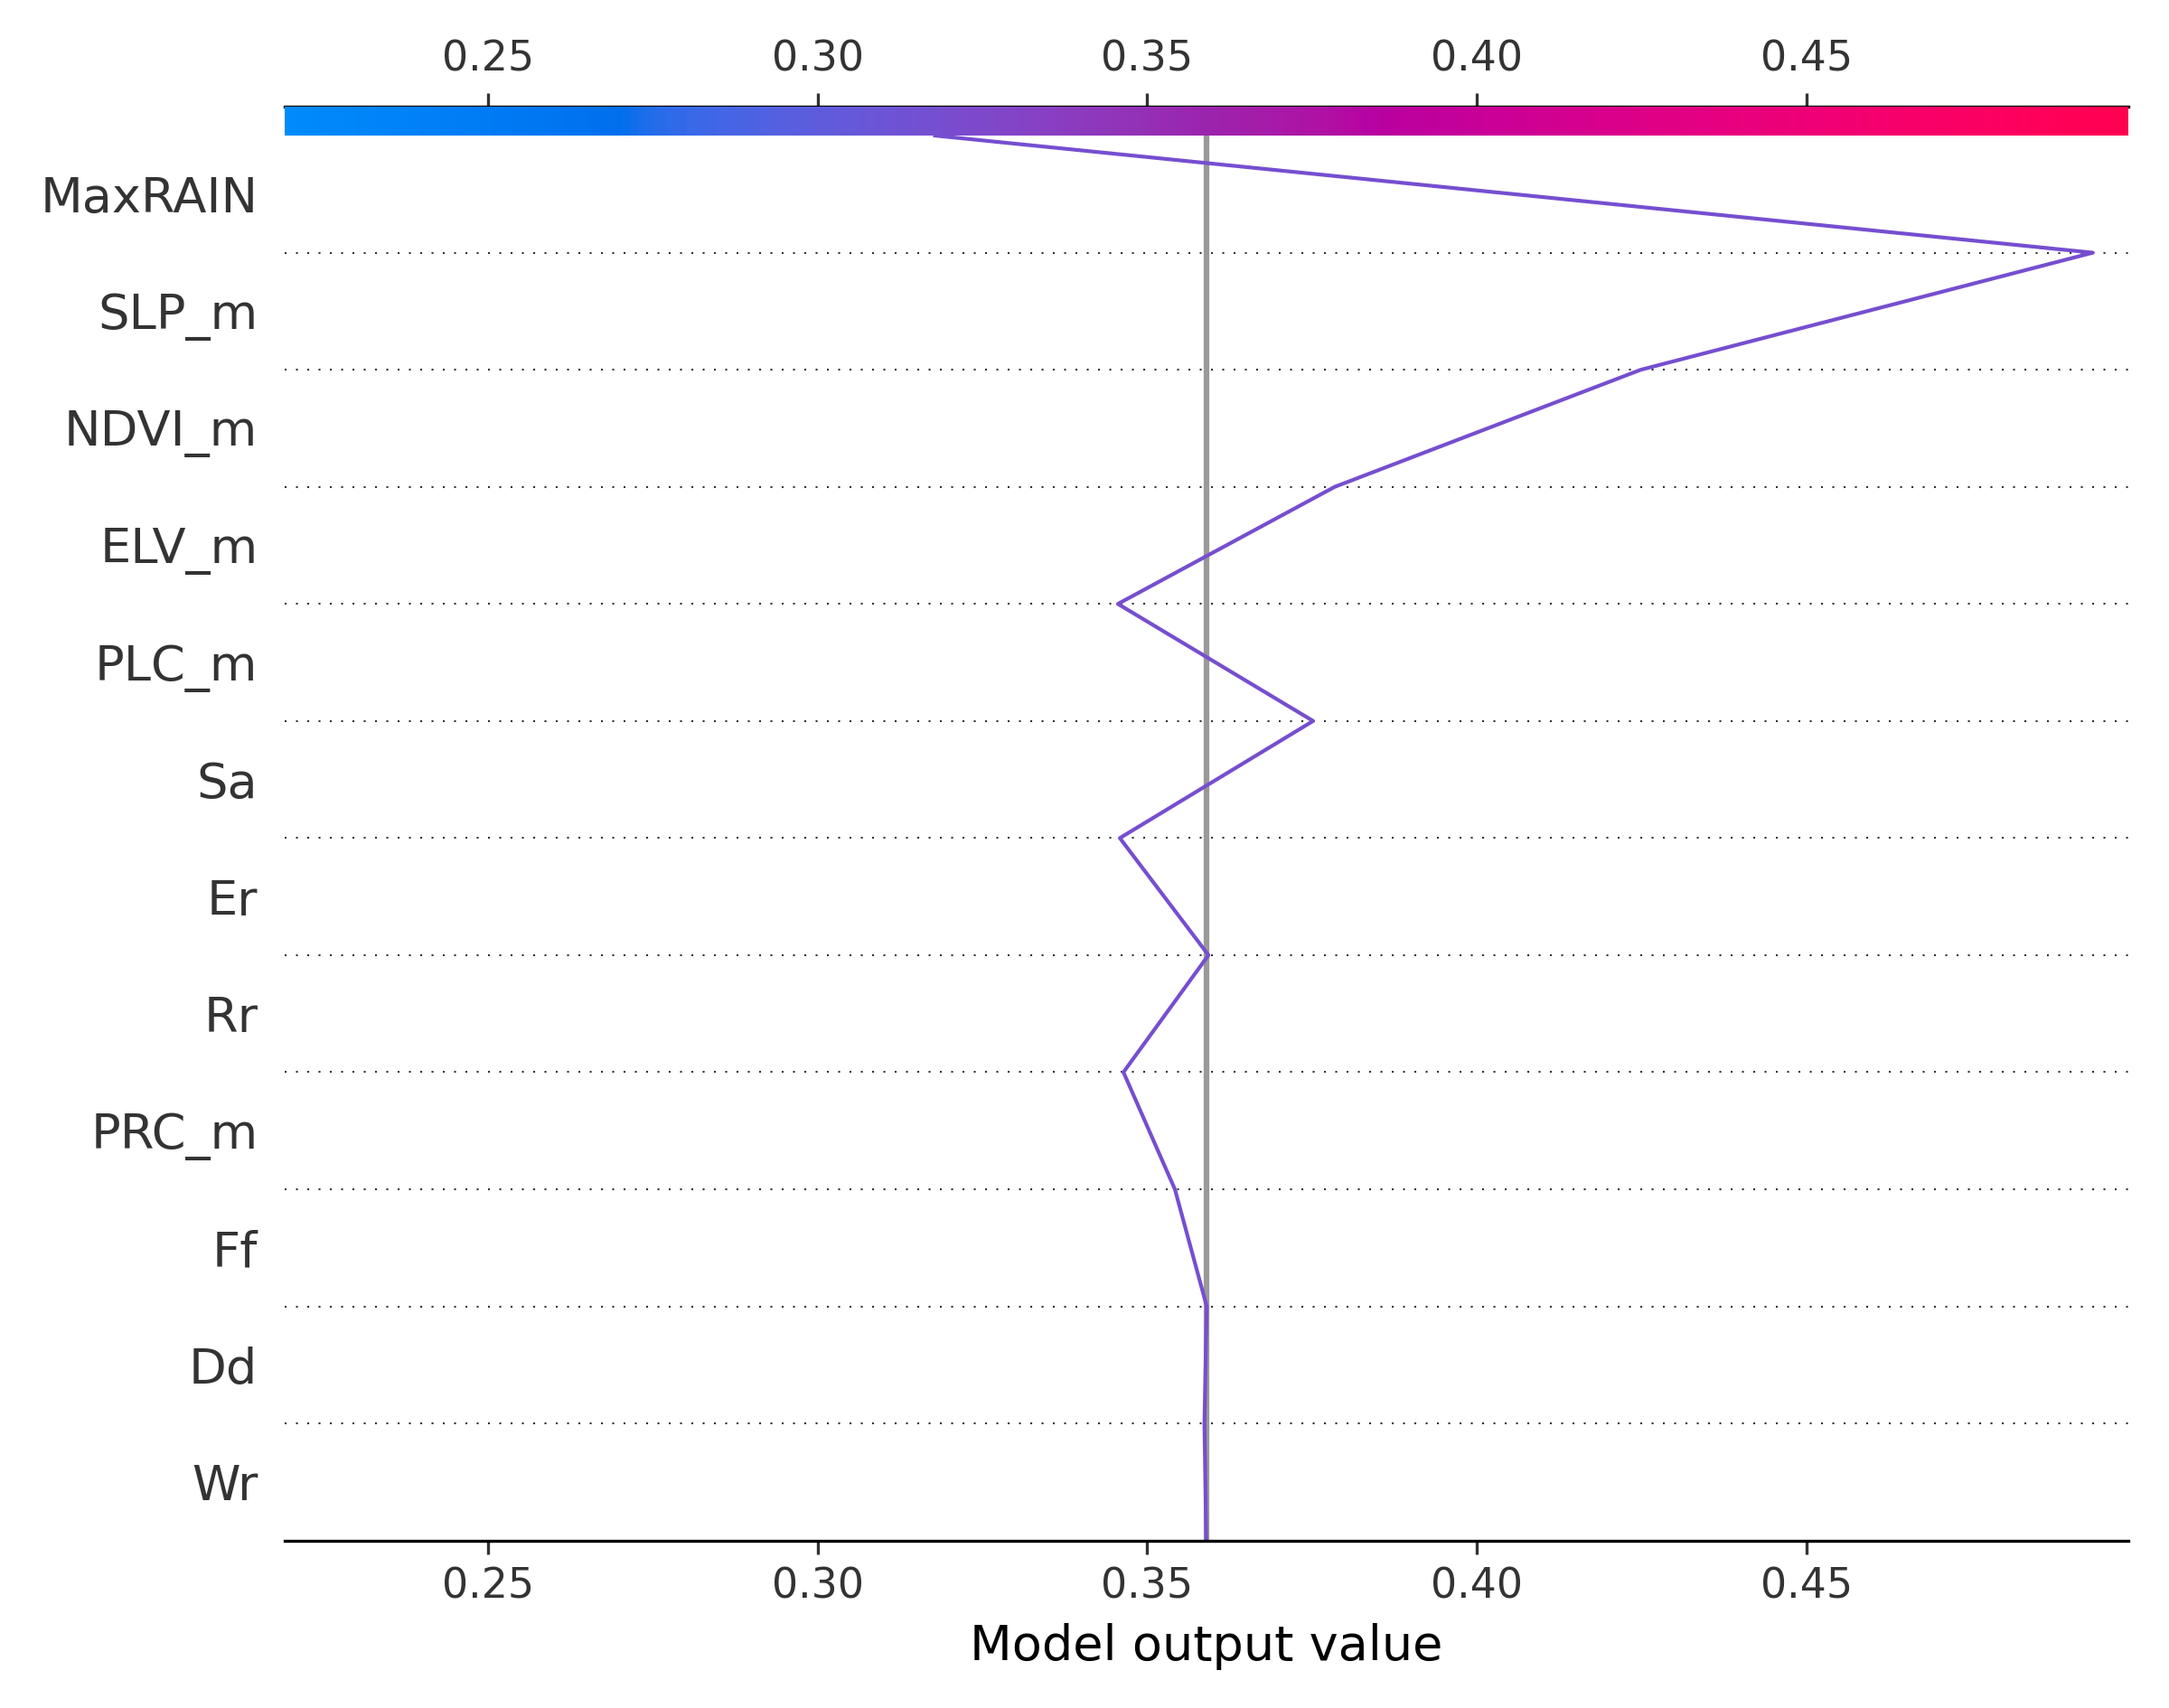 0.25 0.30 0.35 0.40 0.45
MaxRAIN
SLP_m
NDVI_m
ELV_m
PLC_m
Sa
Er
Rr
PRC_m
Ff
Dd
Wr
0.25 0.30 0.35 0.40 0.45
Model output value